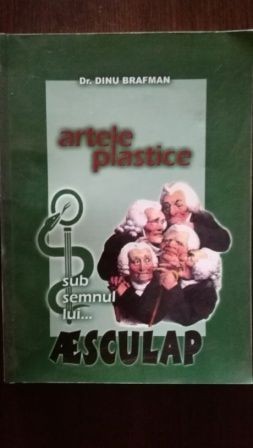 Dr. DINU BRAFMAN
artele
plastice
sub
semnul
lui...
ÆSCULAP